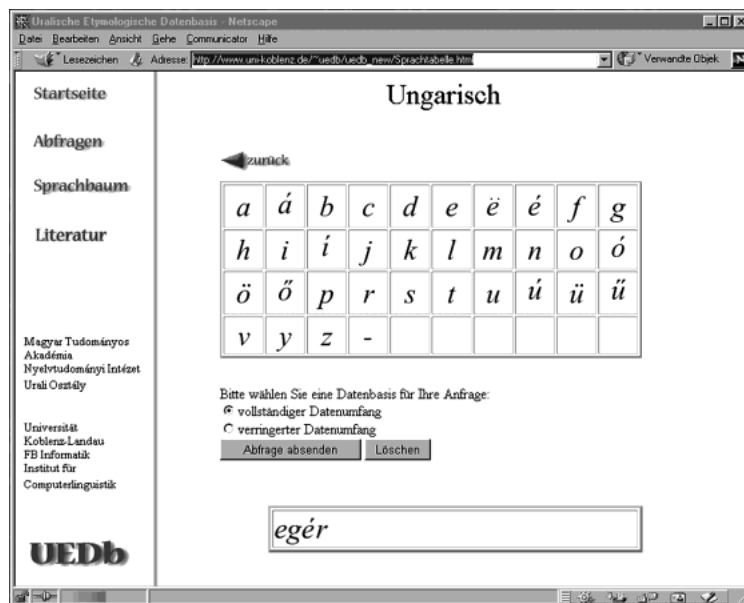 Uralische Etymologische Datenbasis - Netscape
Datei Bearbeiten Ansicht Gehe Communicator Hilfe
Lesezeichen Adresse: http://www.uni-koblenz.de/~uedb/uedb_new/Sprachtabelle.html Verwandte Objek N
Startseite
Abfragen
Sprachbaum
Literatur
Magyar Tudományos
Akadémia
Nyelvtudományi Intézet
Urali Osztály
Universität
Koblenz-Landau
FB Informatik
Institut für
Computerlinguistik
UEDb
Ungarisch
zurück
a á b c d e ë é f g
h i í j k l m n o ó
ö ő p r s t u ú ü ű
v y z -
Bitte wählen Sie eine Datenbasis für Ihre Anfrage:
vollständiger Datenumfang
verringerter Datenumfang
Abfrage absenden Löschen
egér